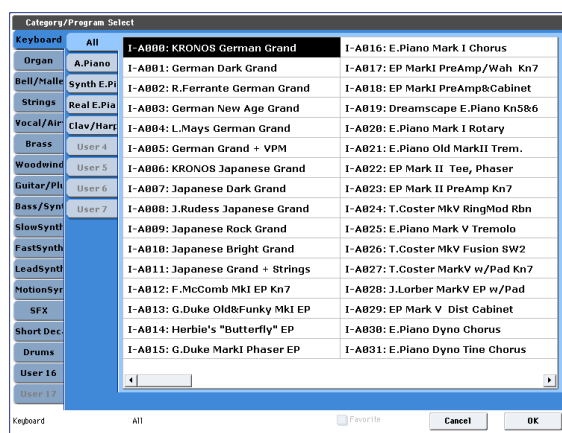 Category/Program Select
Keyboard
Organ
Bell/Malle
Strings
Vocal/Air
Brass
Woodwind
Guitar/Plu
Bass/Synt
SlowSynth
FastSynth
LeadSynth
MotionSyr
SFX
Short Dec.
Drums
User 16
User 17
All
A.Piano
Synth E.Pi
Real E.Pia
Clav/Harp
User 4
User 5
User 6
User 7
I-A000: KRONOS German Grand
I-A001: German Dark Grand
I-A002: R.Ferrante German Grand
I-A003: German New Age Grand
I-A004: L.Mays German Grand
I-A005: German Grand + VPM
I-A006: KRONOS Japanese Grand
I-A007: Japanese Dark Grand
I-A008: J.Rudess Japanese Grand
I-A009: Japanese Rock Grand
I-A010: Japanese Bright Grand
I-A011: Japanese Grand + Strings
I-A012: F.McComb MkI EP Kn7
I-A013: G.Duke Old&Funky MkI EP
I-A014: Herbie's "Butterfly" EP
I-A015: G.Duke MarkI Phaser EP
I-A016: E.Piano Mark I Chorus
I-A017: EP MarkI PreAmp/Wah Kn7
I-A018: EP MarkI PreAmp&Cabinet
I-A019: Dreamscape E.Piano Kn5&6
I-A020: E.Piano Mark I Rotary
I-A021: E.Piano Old MarkII Trem.
I-A022: EP Mark II Tee, Phaser
I-A023: EP Mark II PreAmp Kn7
I-A024: T.Coster MkV RingMod Rbn
I-A025: E.Piano Mark V Tremolo
I-A026: T.Coster MkV Fusion SW2
I-A027: T.Coster MarkV w/Pad Kn7
I-A028: J.Lorber MarkV EP w/Pad
I-A029: EP Mark V Dist Cabinet
I-A030: E.Piano Dyno Chorus
I-A031: E.Piano Dyno Tine Chorus
Keyboard
All
Favorite
Cancel
OK